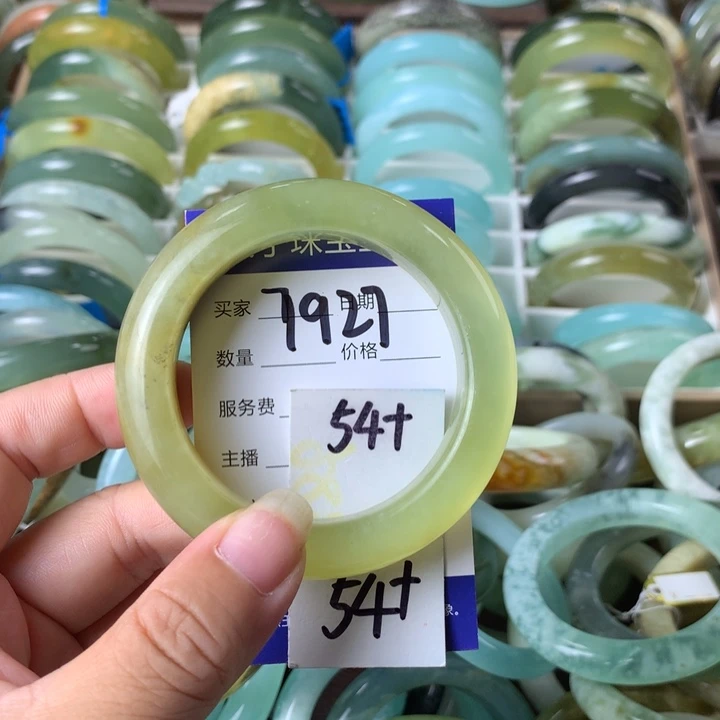 珠宝
买家 7927 日期
数量 价格
服务费
54+
主播
54+